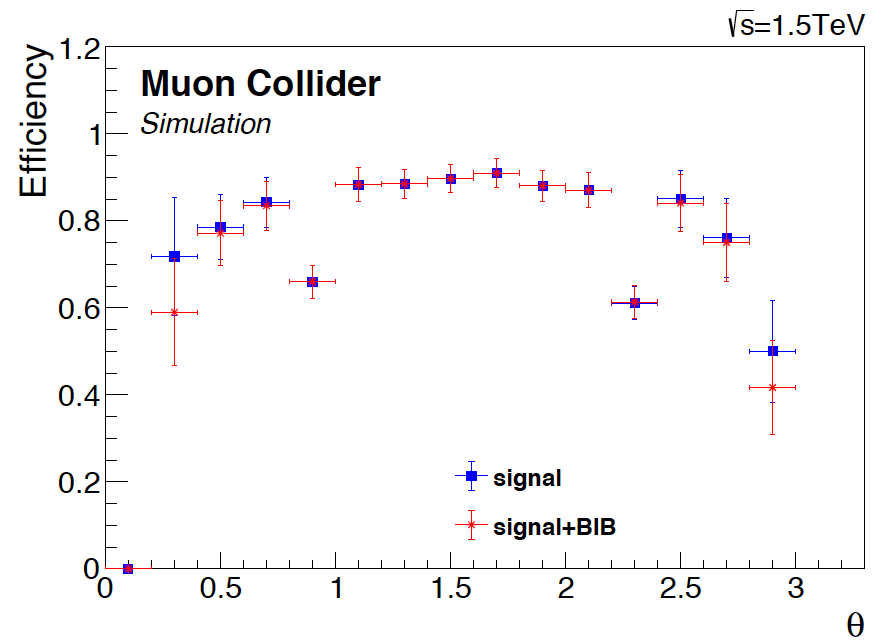 √s=1.5TeV
Efficiency
Muon Collider
Simulation
1.2
1
0.8
0.6
0.4
0.2
0
signal
signal+BIB
0 0.5 1 1.5 2 2.5 3
θ